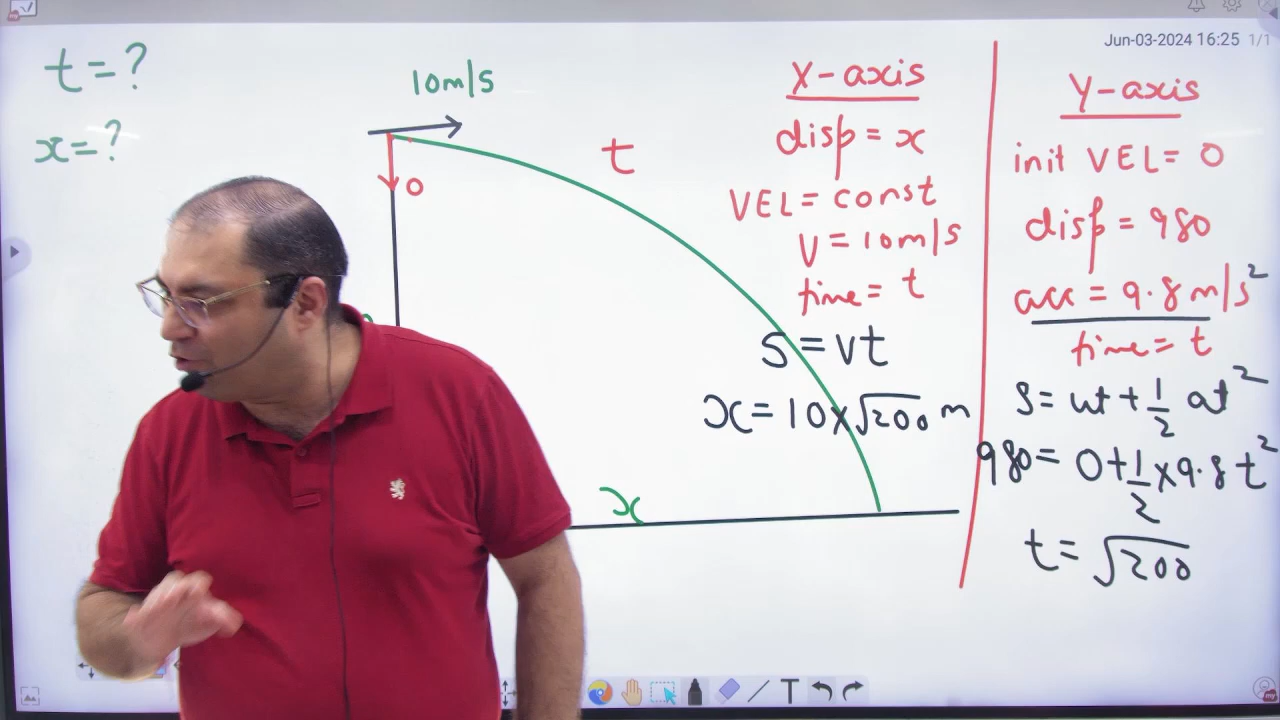 Jun-03-2024 16:25 1/1
t=?
x=?
10m/s
0
t
x
X-axis
disp = x
VEL = const
V = 10m/s
time = t
S = vt
x = 10×√200 m
Y-axis
init VEL = 0
disp = 980
acc = 9.8 m/s²
time = t
S = ut + 1/2 at²
980 = 0 + 1/2 × 9.8 t²
t = √200
T